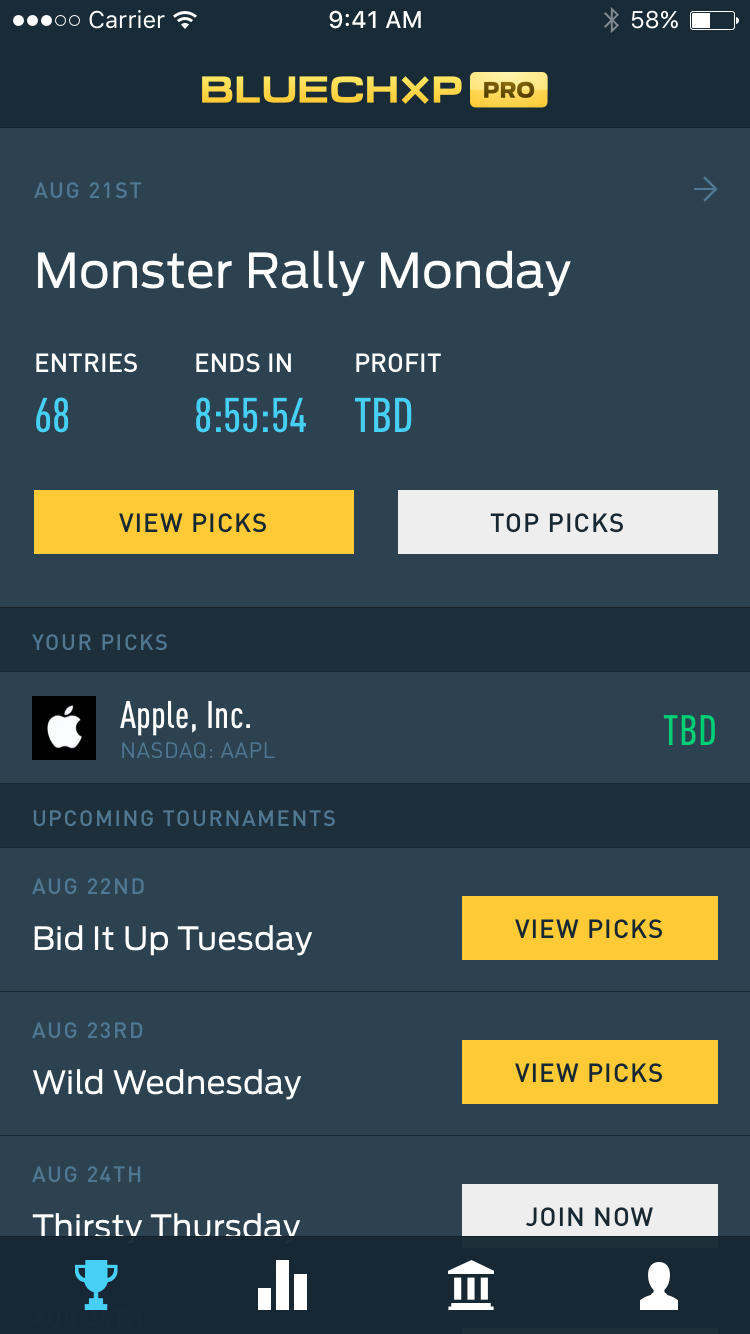 Carrier 9:41 AM 58%
BLUECHXP PRO
AUG 21ST
Monster Rally Monday
ENTRIES ENDS IN PROFIT
68 8:55:54 TBD
VIEW PICKS TOP PICKS
YOUR PICKS
Apple, Inc.
NASDAQ: AAPL
TBD
UPCOMING TOURNAMENTS
AUG 22ND
Bid It Up Tuesday
VIEW PICKS
AUG 23RD
Wild Wednesday
VIEW PICKS
AUG 24TH
Thirsty Thursday
JOIN NOW